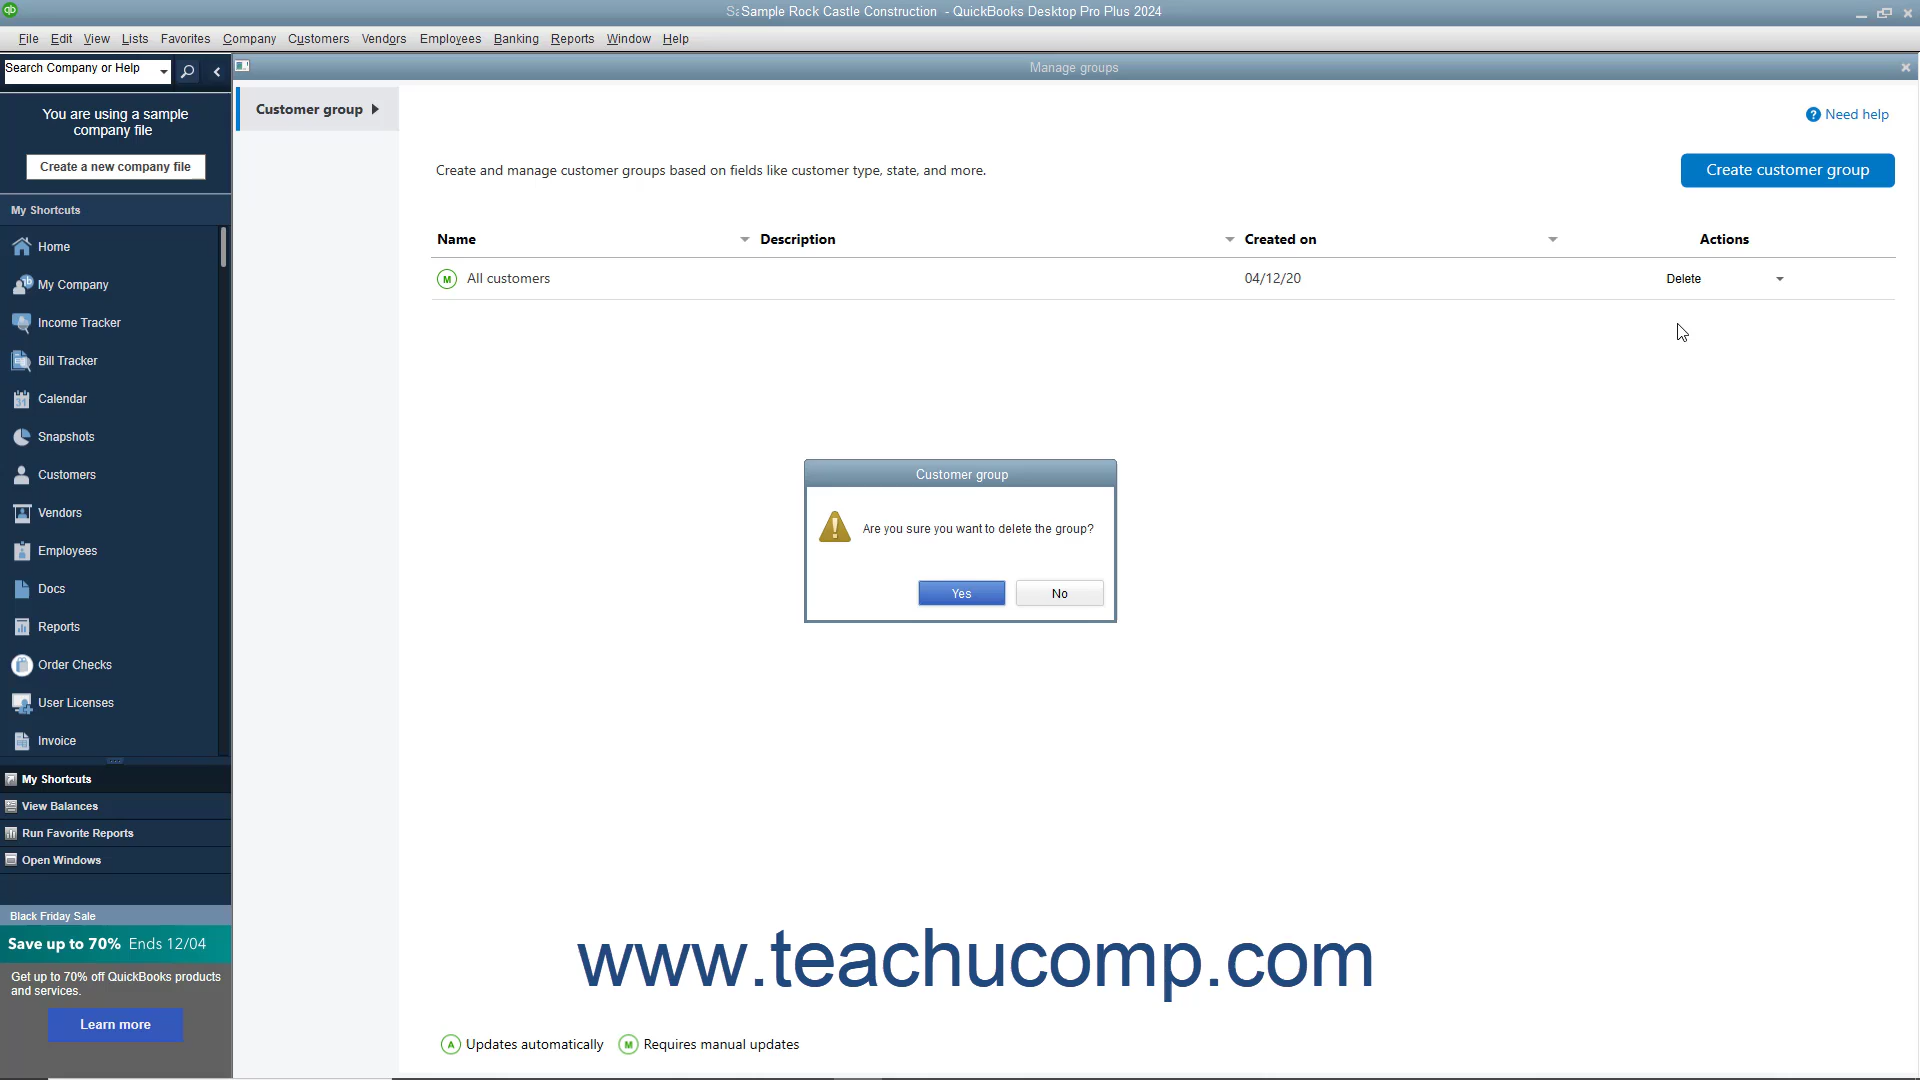 Sample Rock Castle Construction - QuickBooks Desktop Pro Plus 2024
File Edit View Lists Favorites Company Customers Vendors Employees Banking Reports Window Help
Search Company or Help
Manage groups
You are using a sample
company file
Create a new company file
My Shortcuts
Home
My Company
Income Tracker
Bill Tracker
31
Calendar
Snapshots
Customers
Vendors
Employees
Docs
Reports
Order Checks
User Licenses
Invoice
My Shortcuts
View Balances
Run Favorite Reports
Open Windows
Black Friday Sale
Save up to 70% Ends 12/04
Get up to 70% off QuickBooks products
and services.
Learn more
Customer group
? Need help
Create and manage customer groups based on fields like customer type, state, and more.
Create customer group
Name Description Created on Actions
M All customers 04/12/20 Delete
Customer group
Are you sure you want to delete the group?
Yes No
www.teachucomp.com
A Updates automatically M Requires manual updates